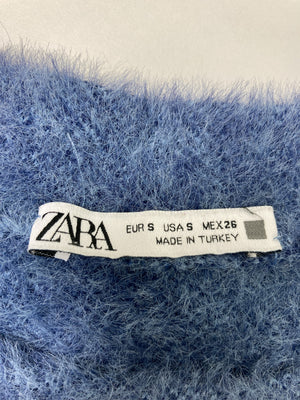 ZARA
EUR S USA S MEX 26
MADE IN TURKEY